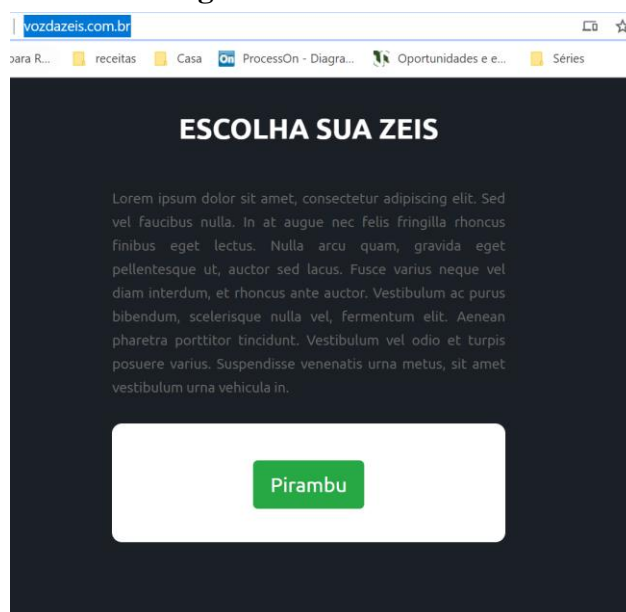 vozdazeis.com.br
para R... receitas Casa On ProcessOn - Diagra... Oportunidades e e... Séries
ESCOLHA SUA ZEIS
Lorem ipsum dolor sit amet, consectetur adipiscing elit. Sed
vel faucibus nulla. In at augue nec felis fringilla rhoncus
finibus eget lectus. Nulla arcu quam, gravida eget
pellentesque ut, auctor sed lacus. Fusce varius neque vel
diam interdum, et rhoncus ante auctor. Vestibulum ac purus
bibendum, scelerisque nulla vel, fermentum elit. Aenean
pharetra porttitor tincidunt. Vestibulum vel odio et turpis
posuere varius. Suspendisse venenatis urna metus, sit amet
vestibulum urna vehicula in.
Pirambu